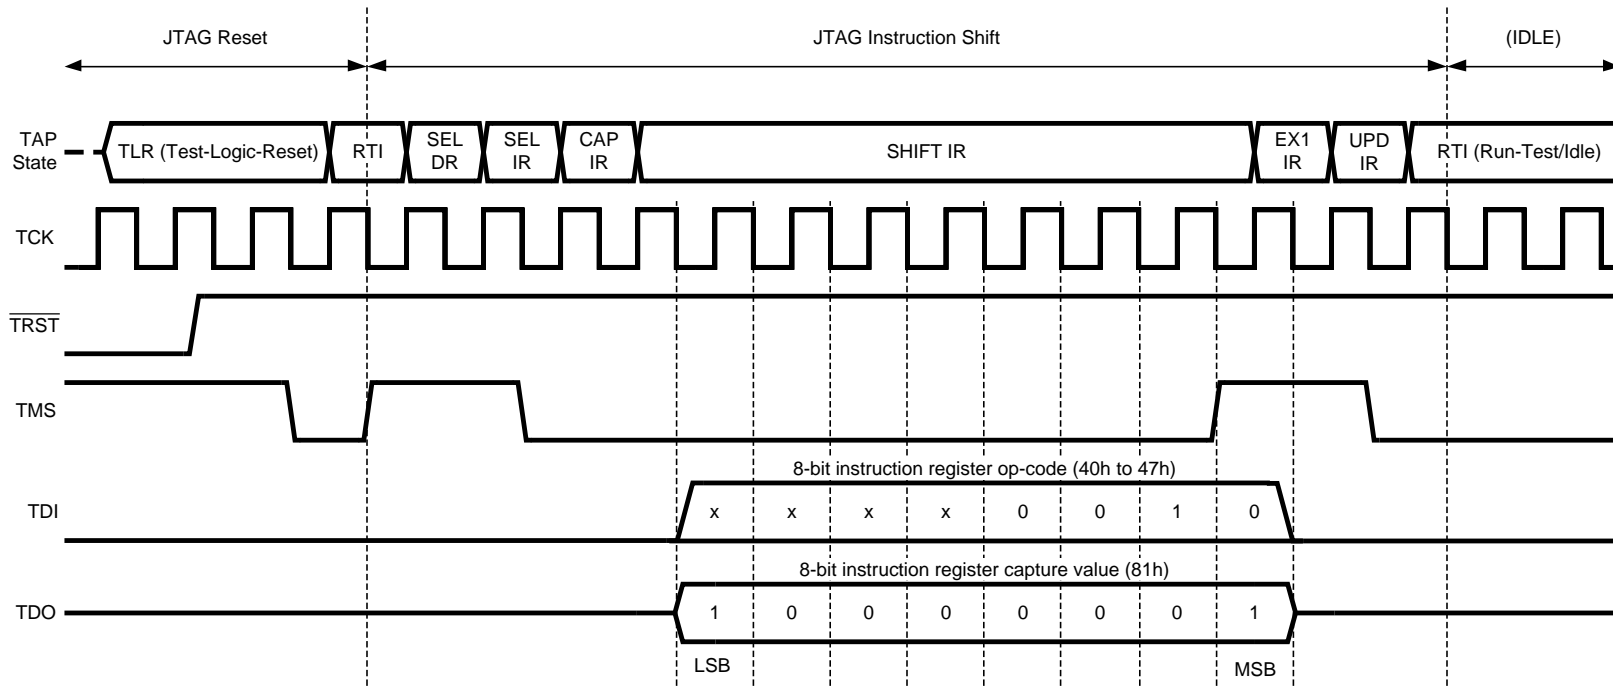 JTAG Reset
JTAG Instruction Shift
(IDLE)
TAP
State
TLR (Test-Logic-Reset)
RTI
SEL
DR
SEL
IR
CAP
IR
SHIFT IR
EX1
IR
UPD
IR
RTI (Run-Test/Idle)
TCK
TRST
TMS
8-bit instruction register op-code (40h to 47h)
TDI
x x x x 0 0 1 0
8-bit instruction register capture value (81h)
TDO
1 0 0 0 0 0 0 1
LSB
MSB